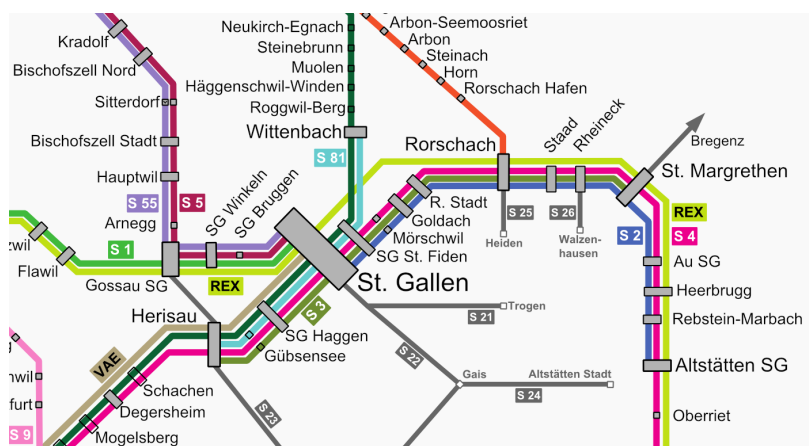 Kradolf
Bischofszell Nord
Sitterdorf
Bischofszell Stadt
Hauptwil
S 55
S 5
Arnegg
SG Winkeln
SG Bruggen
S 1
Flawil
Gossau SG
REX
Neukirch-Egnach
Steinebrunn
Muolen
Häggenschwil-Winden
Roggwil-Berg
Wittenbach
S 81
Arbon-Seemoosriet
Arbon
Steinach
Horn
Rorschach Hafen
Rorschach
Staad
Rheineck
Bregenz
St. Margrethen
R. Stadt
Goldach
Mörschwil
SG St. Fiden
S 25
Heiden
S 26
Walzen-
hausen
REX
S 2
S 4
Au SG
Heerbrugg
Rebstein-Marbach
Altstätten SG
Oberriet
St. Gallen
Trogen
S 21
S 22
Gais
Altstätten Stadt
S 24
Herisau
S 3
SG Haggen
Gübsensee
VAE
Schachen
Degersheim
Mogelsberg
S 23
S 9
zwil
nwil
furt
g